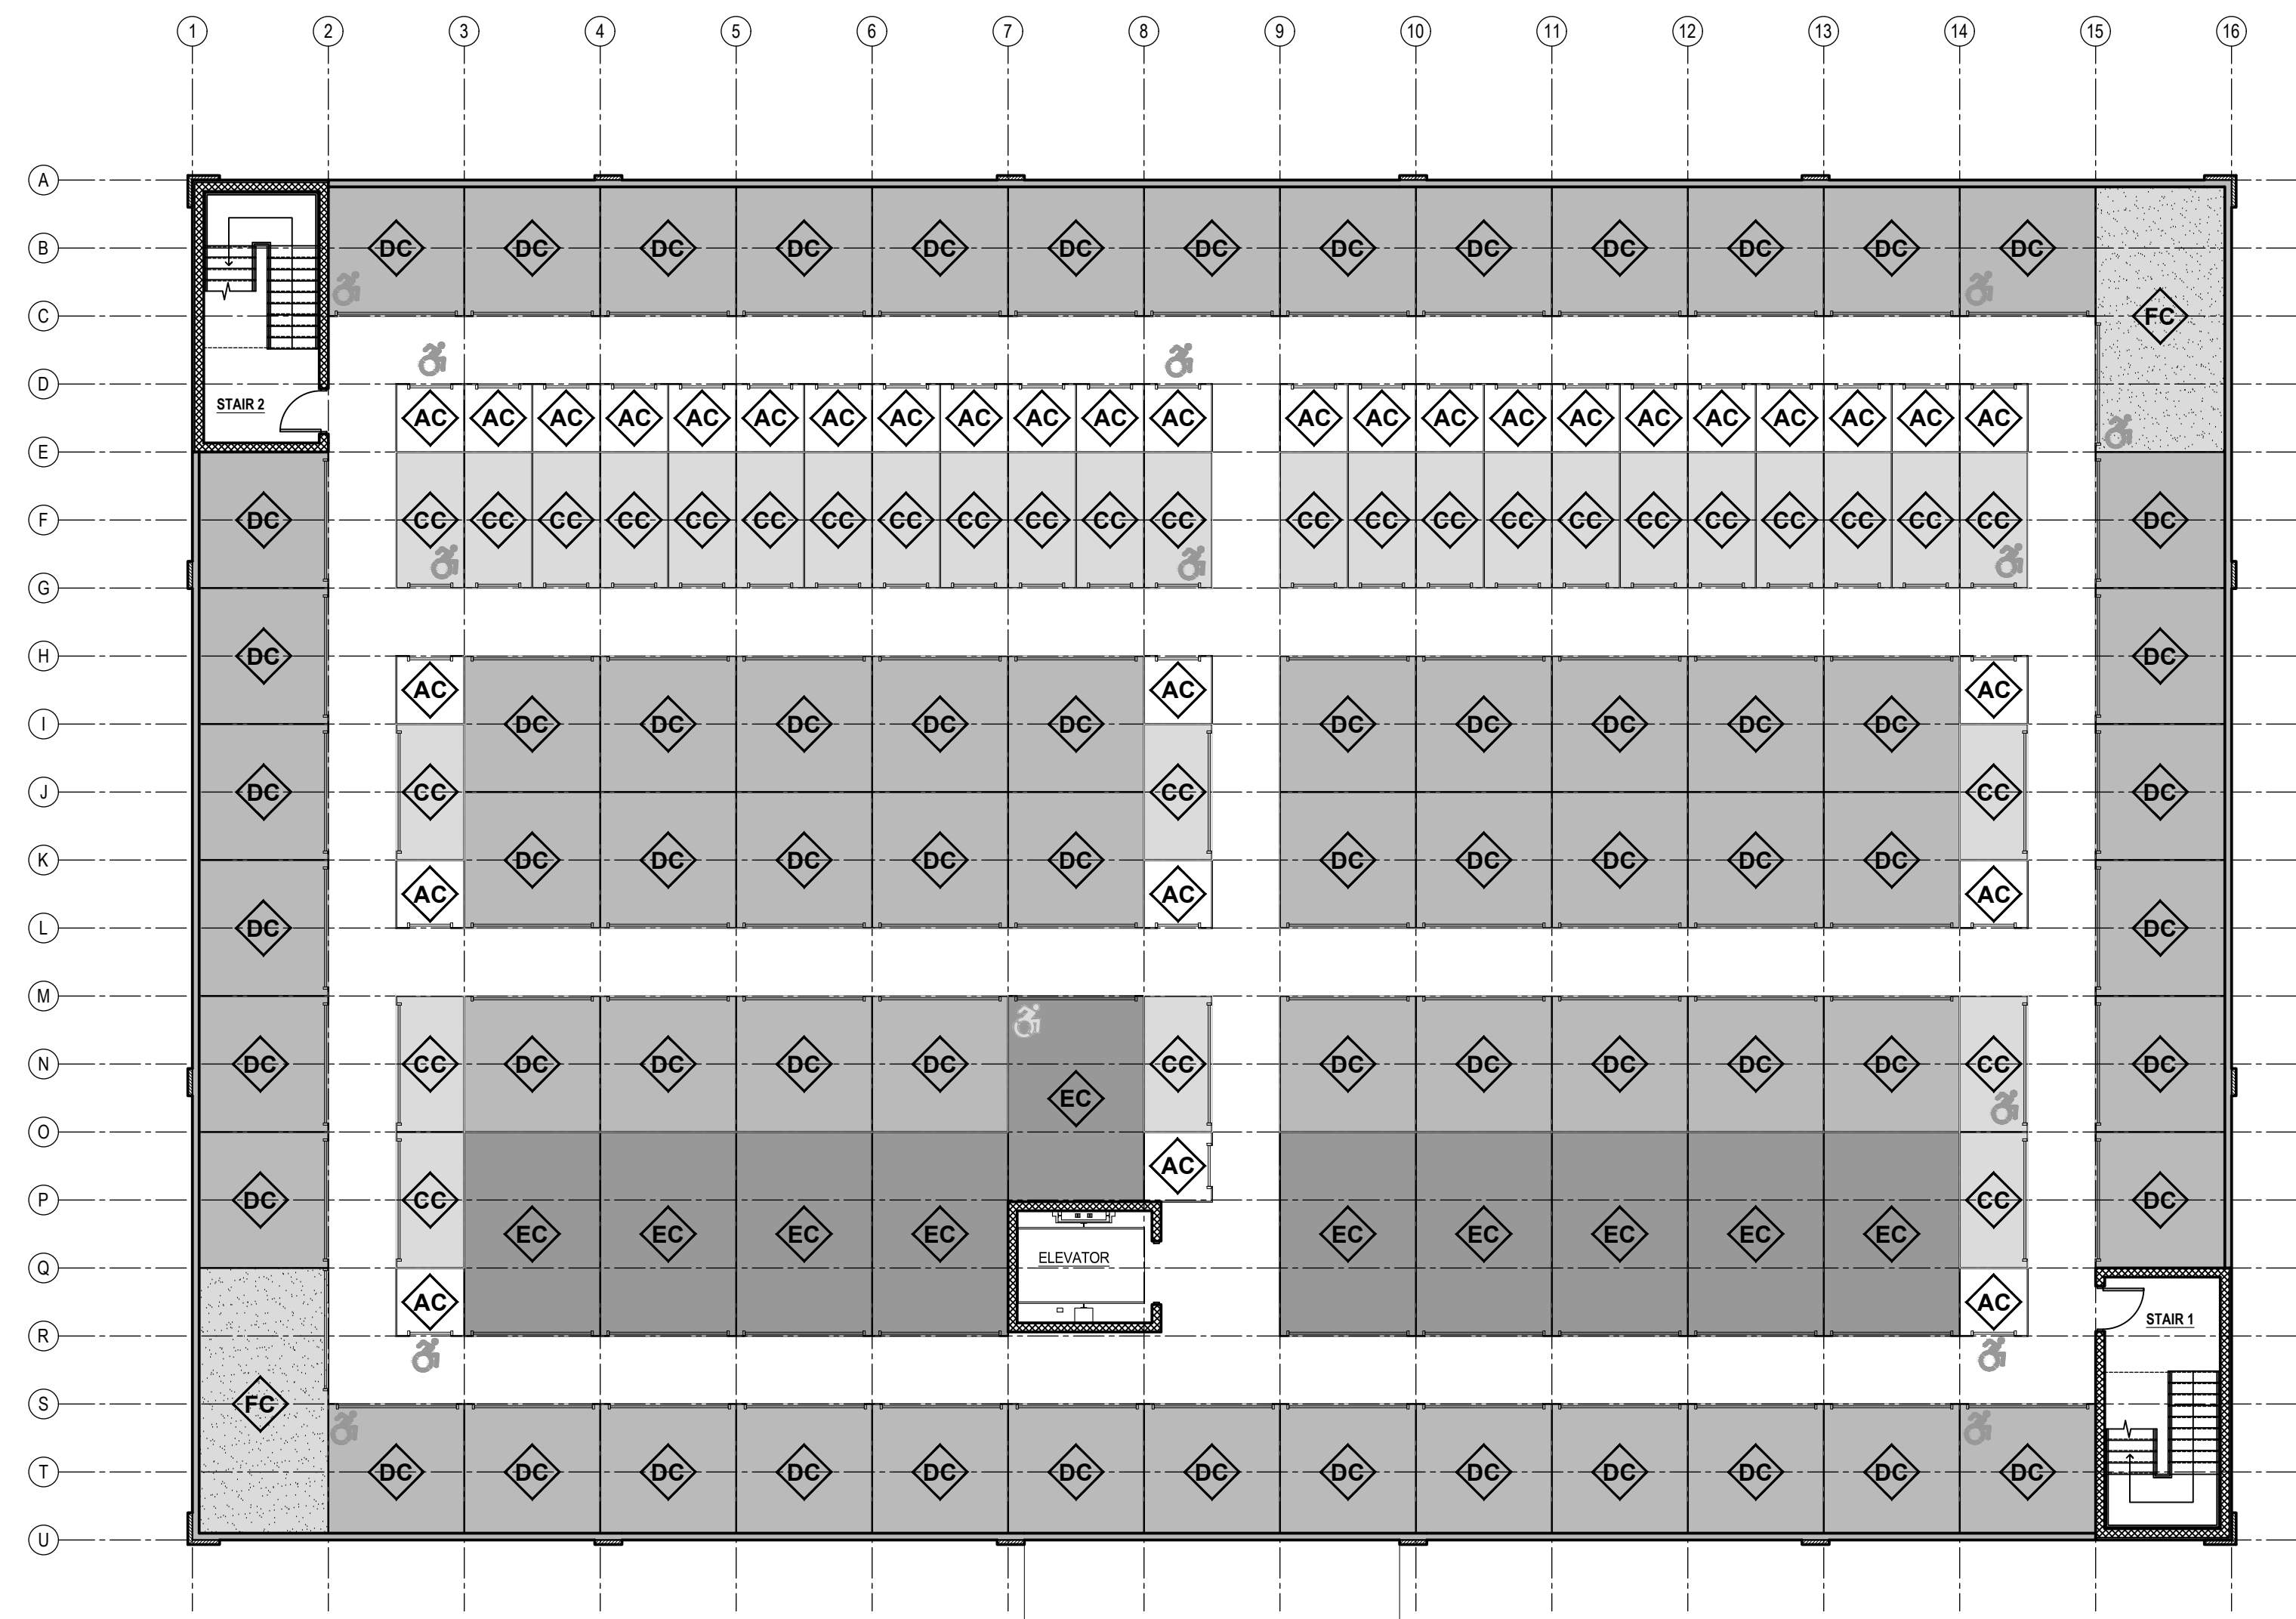 1 2 3 4 5 6 7 8 9 10 11 12 13 14 15 16
A
B DC DC DC DC DC DC DC DC DC DC DC DC DC
C FC
D
STAIR 2 AC AC AC AC AC AC AC AC AC AC AC AC AC AC AC AC AC AC AC AC AC AC AC
E
F DC CC CC CC CC CC CC CC CC CC CC CC CC CC CC CC CC CC CC CC CC CC CC CC DC
G
H DC DC
AC AC AC
I DC DC DC DC DC DC DC DC DC DC
J DC CC CC CC DC
K DC DC DC DC DC DC DC DC DC DC
AC AC AC
L DC DC
M
N DC CC DC DC DC DC CC DC DC DC DC DC CC DC
EC
O
AC
P DC CC CC DC
EC EC EC EC EC EC EC EC EC
ELEVATOR
Q
AC AC
STAIR 1
R
S FC
T DC DC DC DC DC DC DC DC DC DC DC DC DC
U